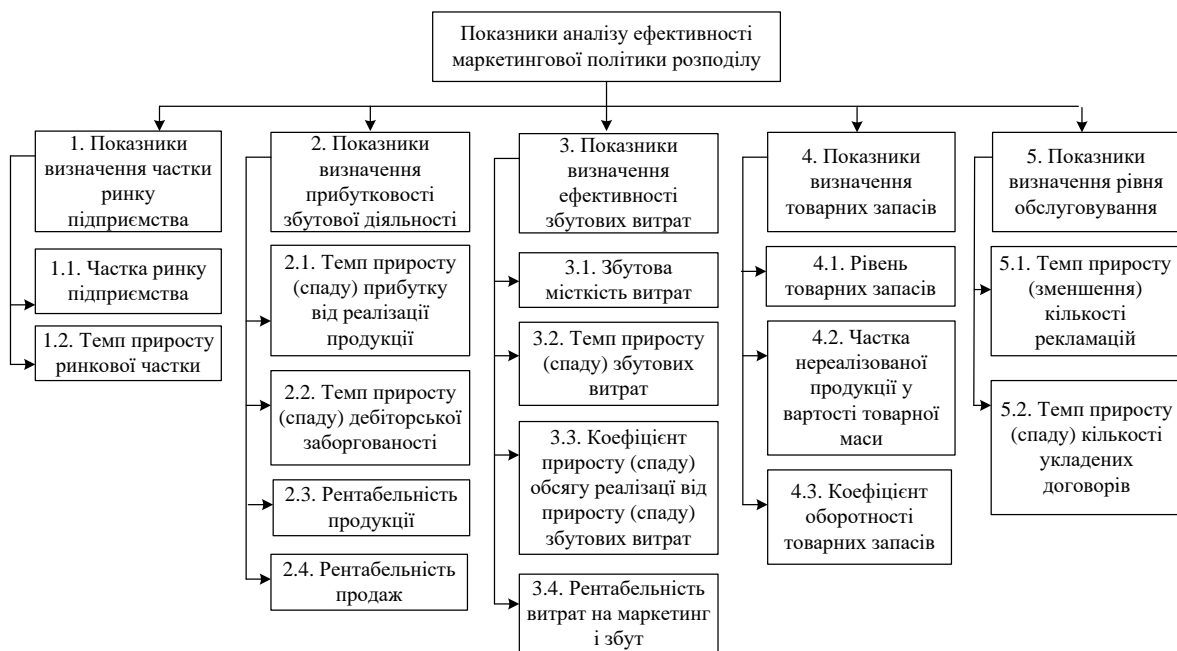 Показники аналізу ефективності
маркетингової політики розподілу
1. Показники
визначення частки
ринку
підприємства
1.1. Частка ринку
підприємства
1.2. Темп приросту
ринкової частки
2. Показники
визначення
прибутковості
збутової діяльності
2.1. Темп приросту
(спаду) прибутку
від реалізації
продукції
2.2. Темп приросту
(спаду) дебіторської
заборгованості
2.3. Рентабельність
продукції
2.4. Рентабельність
продаж
3. Показники
визначення
ефективності
збутових витрат
3.1. Збутова
місткість витрат
3.2. Темп приросту
(спаду) збутових
витрат
3.3. Коефіцієнт
приросту (спаду)
обсягу реалізації від
приросту (спаду)
збутових витрат
3.4. Рентабельність
витрат на маркетинг
і збут
4. Показники
визначення
товарних запасів
4.1. Рівень
товарних запасів
4.2. Частка
нереалізованої
продукції у
вартості товарної
маси
4.3. Коефіцієнт
оборотності
товарних запасів
5. Показники
визначення рівня
обслуговування
5.1. Темп приросту
(зменшення)
кількості
рекламацій
5.2. Темп приросту
(спаду) кількості
укладених
договорів